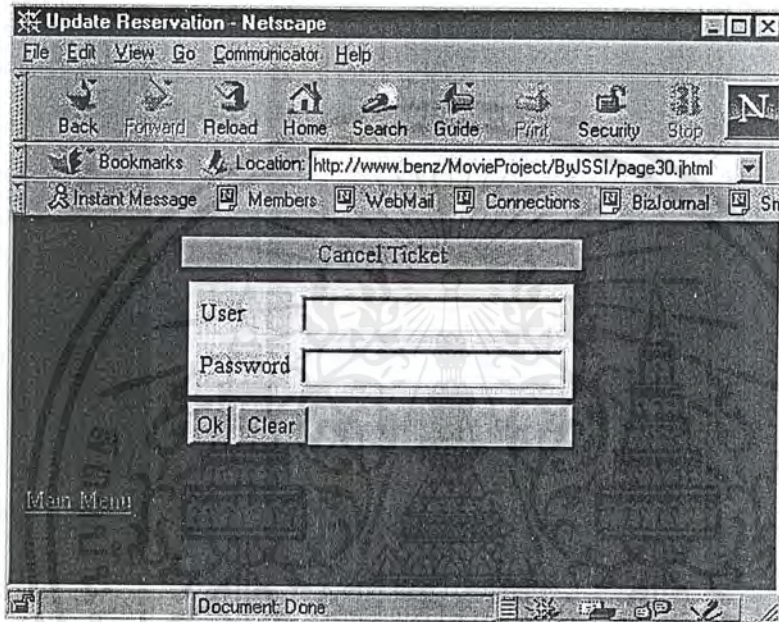 Update Reservation - Netscape
File Edit View Go Communicator Help
Back Forward Reload Home Search Guide Print Security Stop N
Bookmarks Location: http://www.benz/MovieProject/ByJSSI/page30.jhtml
Instant Message Members WebMail Connections BizJournal Sm
Cancel Ticket
User
Password
Ok Clear
Main Menu
Document: Done